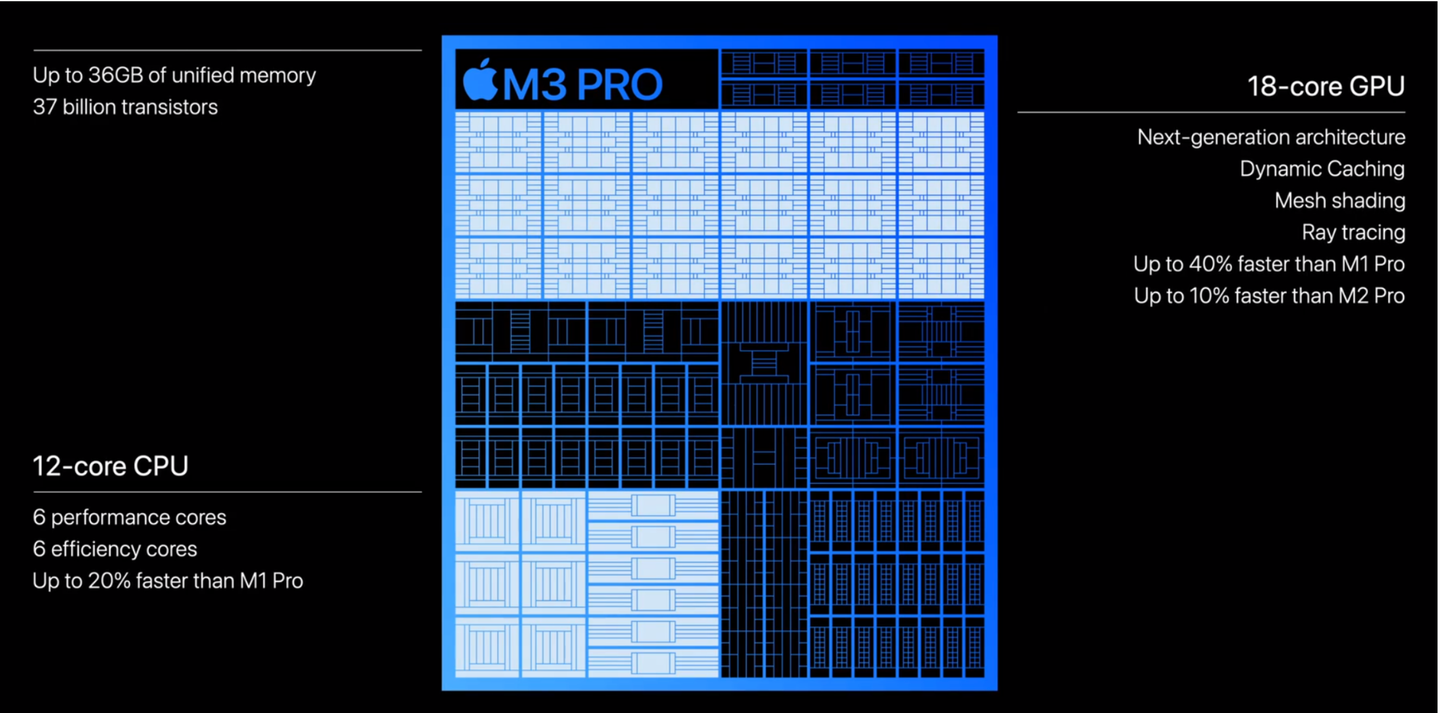 Up to 36GB of unified memory
37 billion transistors
M3 PRO
18-core GPU
Next-generation architecture
Dynamic Caching
Mesh shading
Ray tracing
Up to 40% faster than M1 Pro
Up to 10% faster than M2 Pro
12-core CPU
6 performance cores
6 efficiency cores
Up to 20% faster than M1 Pro